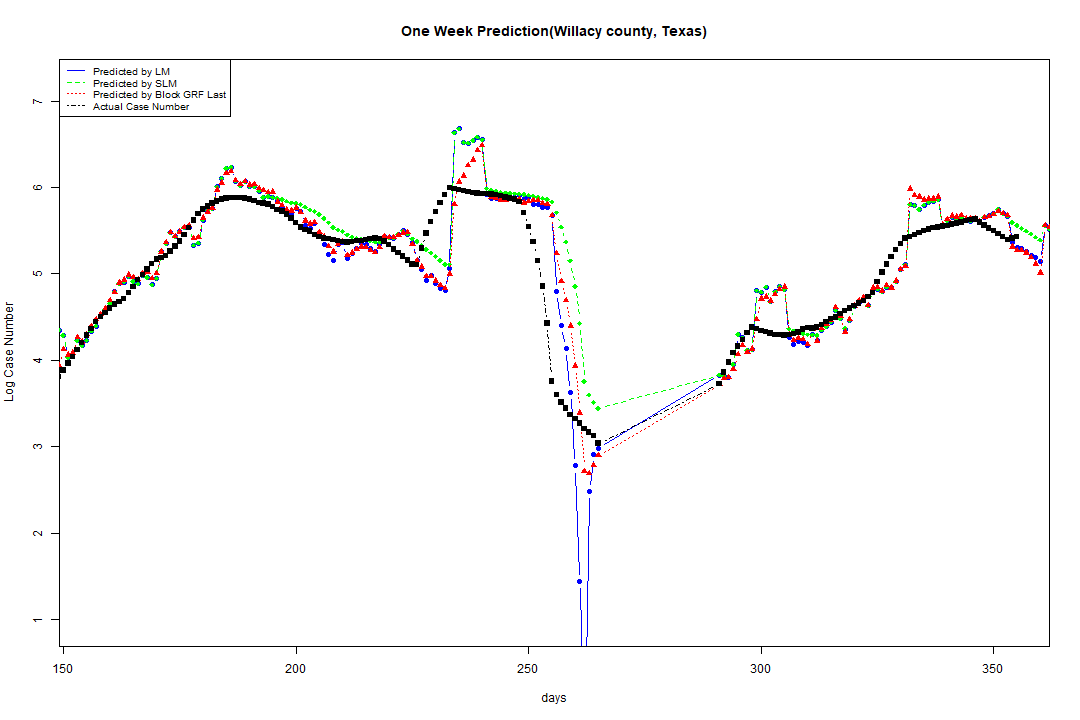 One Week Prediction(Willacy county, Texas)
Predicted by LM
Predicted by SLM
Predicted by Block GRF Last
Actual Case Number
7
6
5
4
3
2
1
Log Case Number
150 200 250 300 350
days